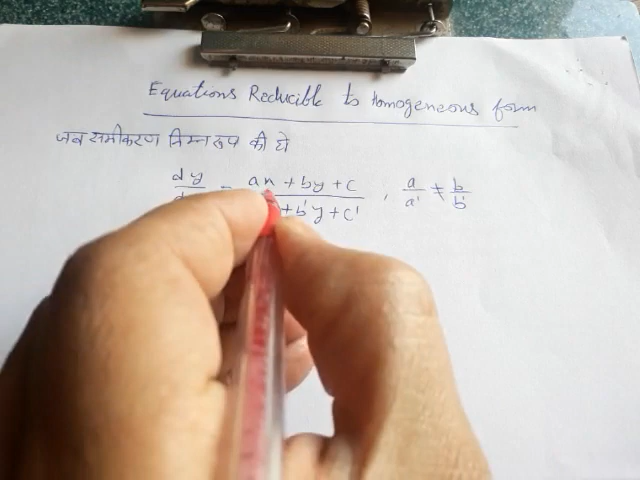 Equations Reducible to Homogeneous form
जब समीकरण निम्न रूप की हो
dy = ax + by + c , a ≠ b
+ b'y + c' a' b'